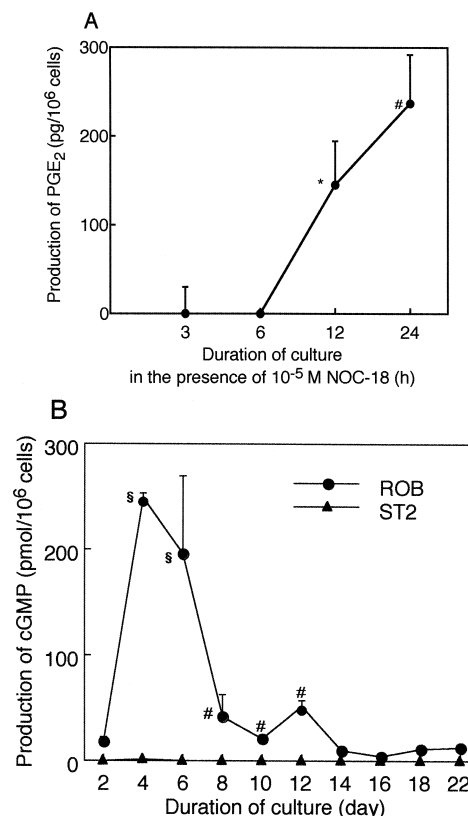 A
Production of PGE2 (pg/10^6 cells)
300
200
100
0
*
#
3 6 12 24
Duration of culture
in the presence of 10^-5 M NOC-18 (h)
B
Production of cGMP (pmol/10^6 cells)
300
200
100
0
ROB
ST2
§
§
#
#
#
2 4 6 8 10 12 14 16 18 22
Duration of culture (day)